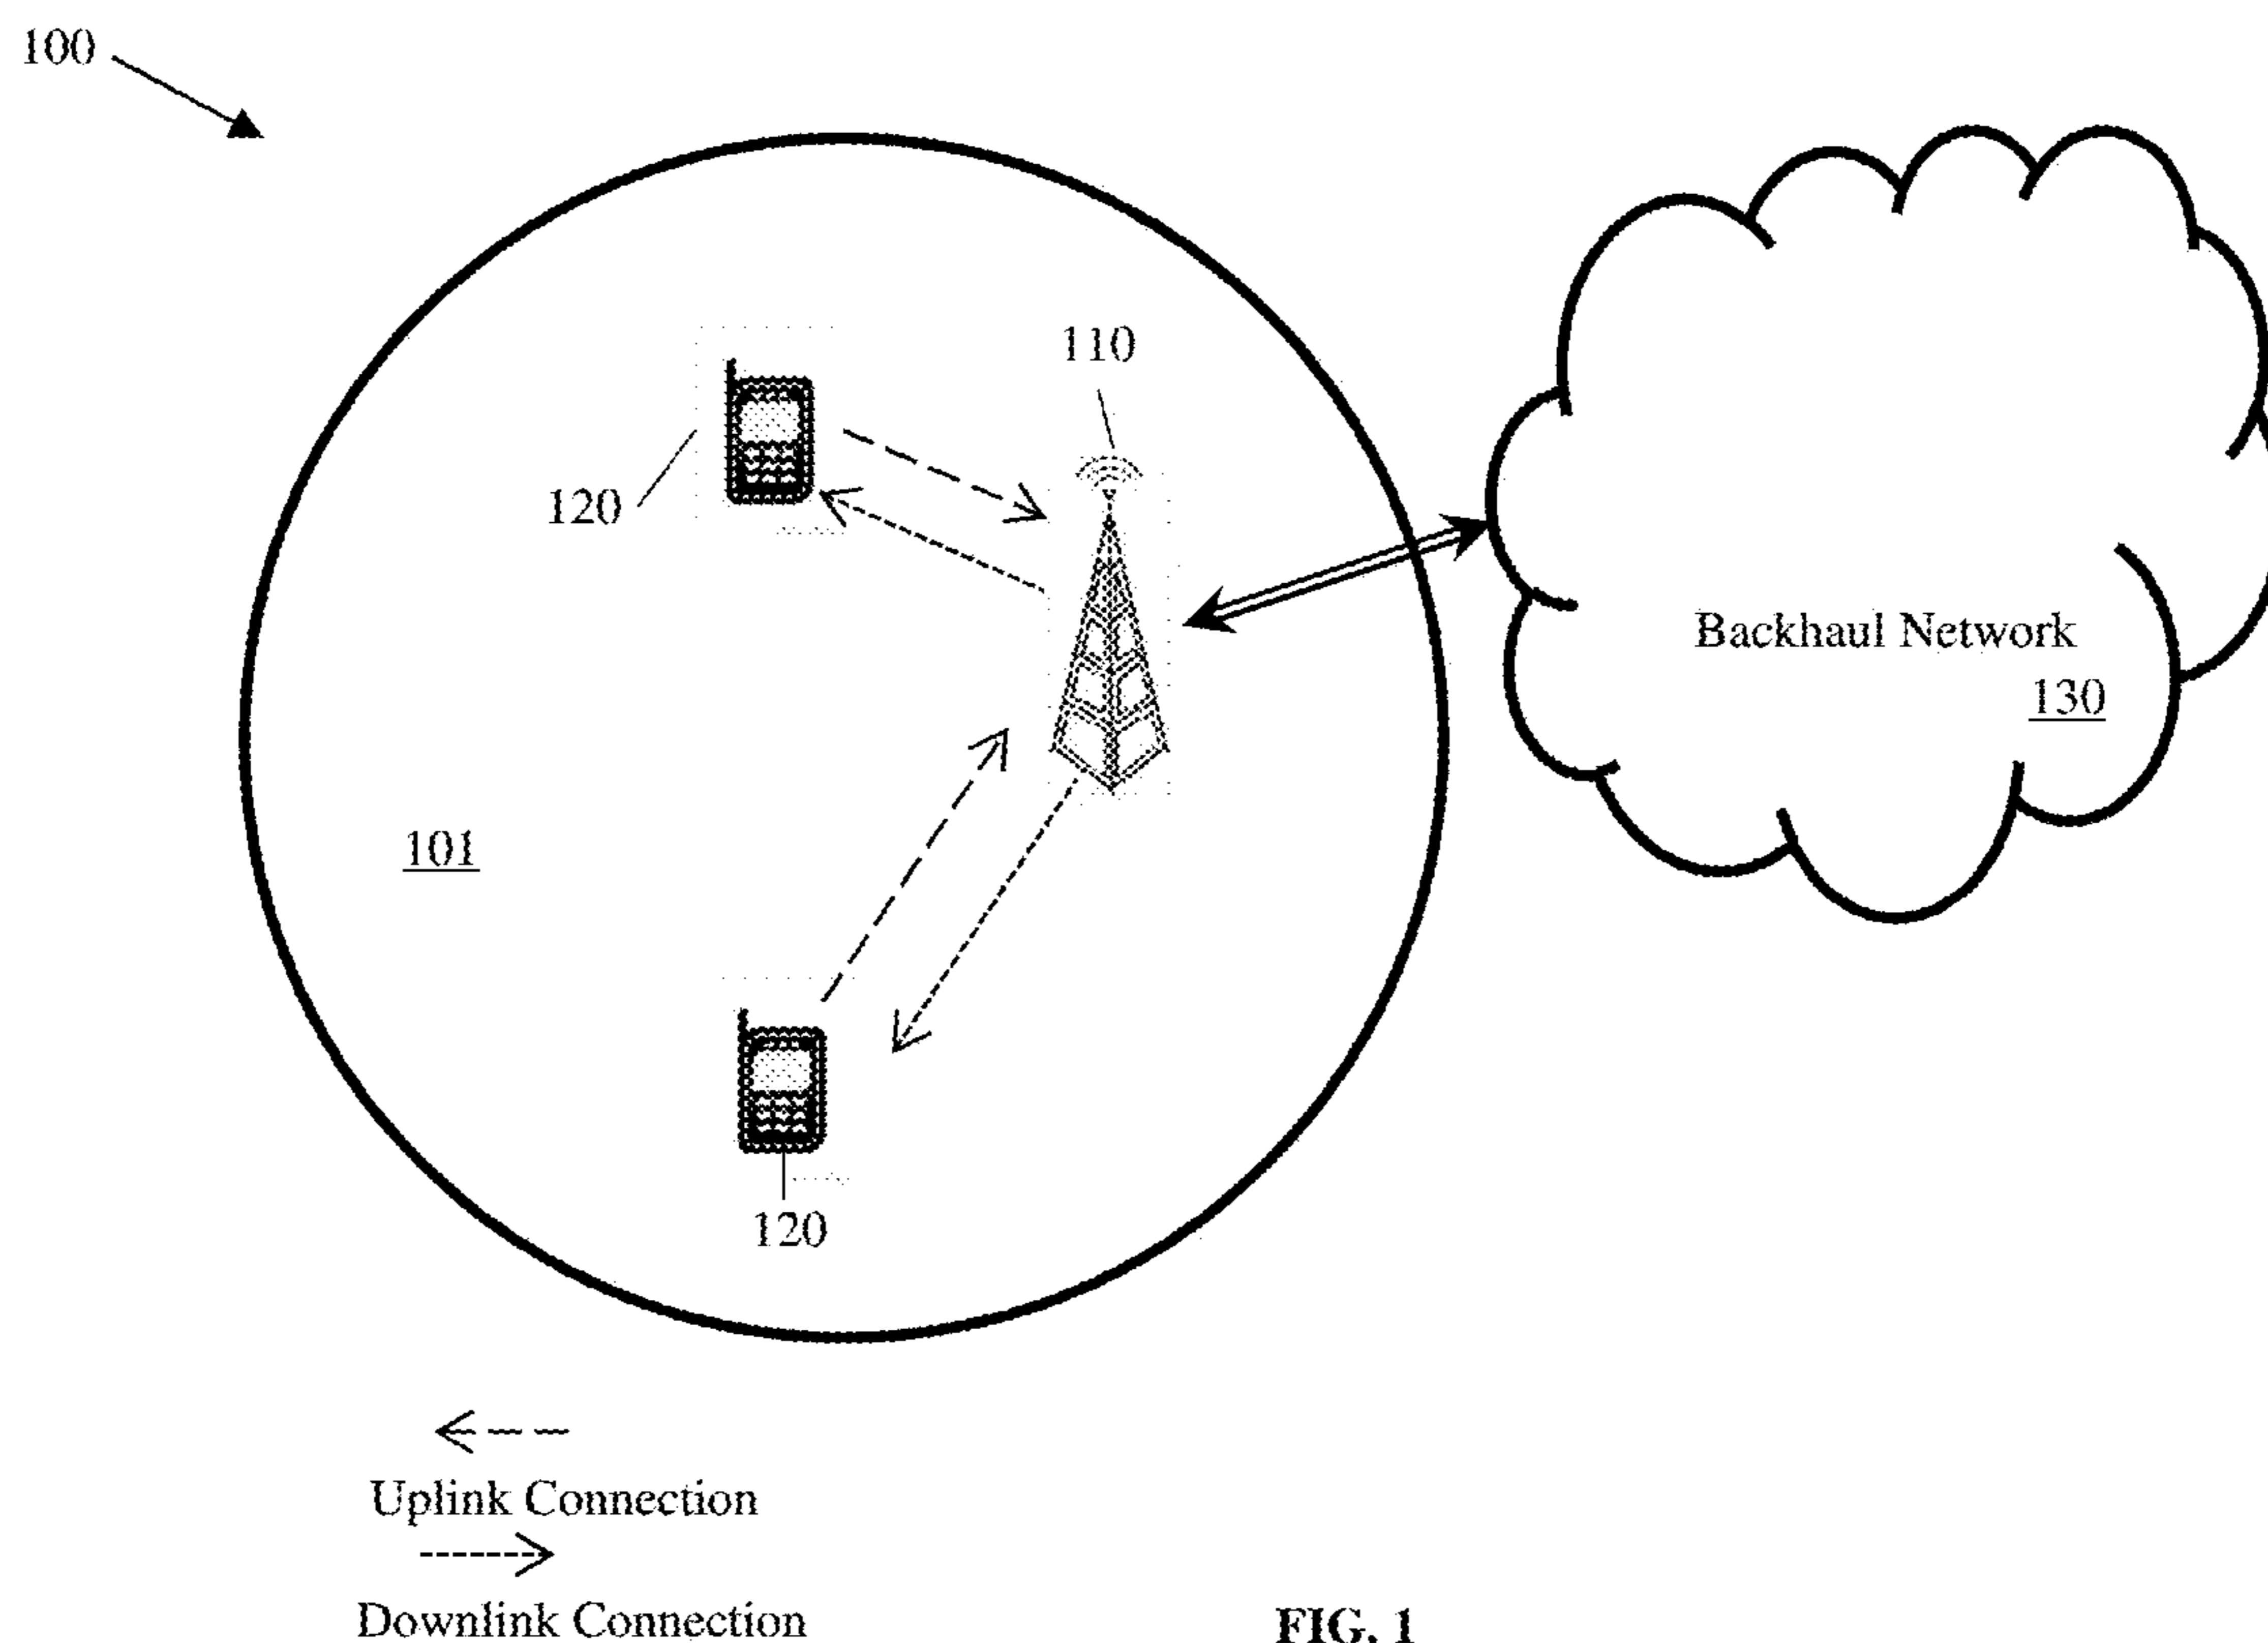 100
110
120
Backhaul Network
130
101
120
Uplink Connection
Downlink Connection
FIG. 1